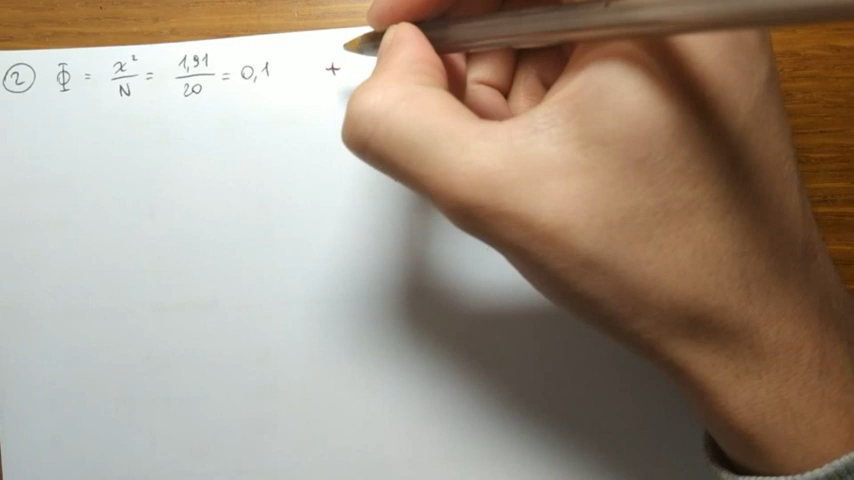 ② Φ = x²/N = 1,91/20 = 0,1 +